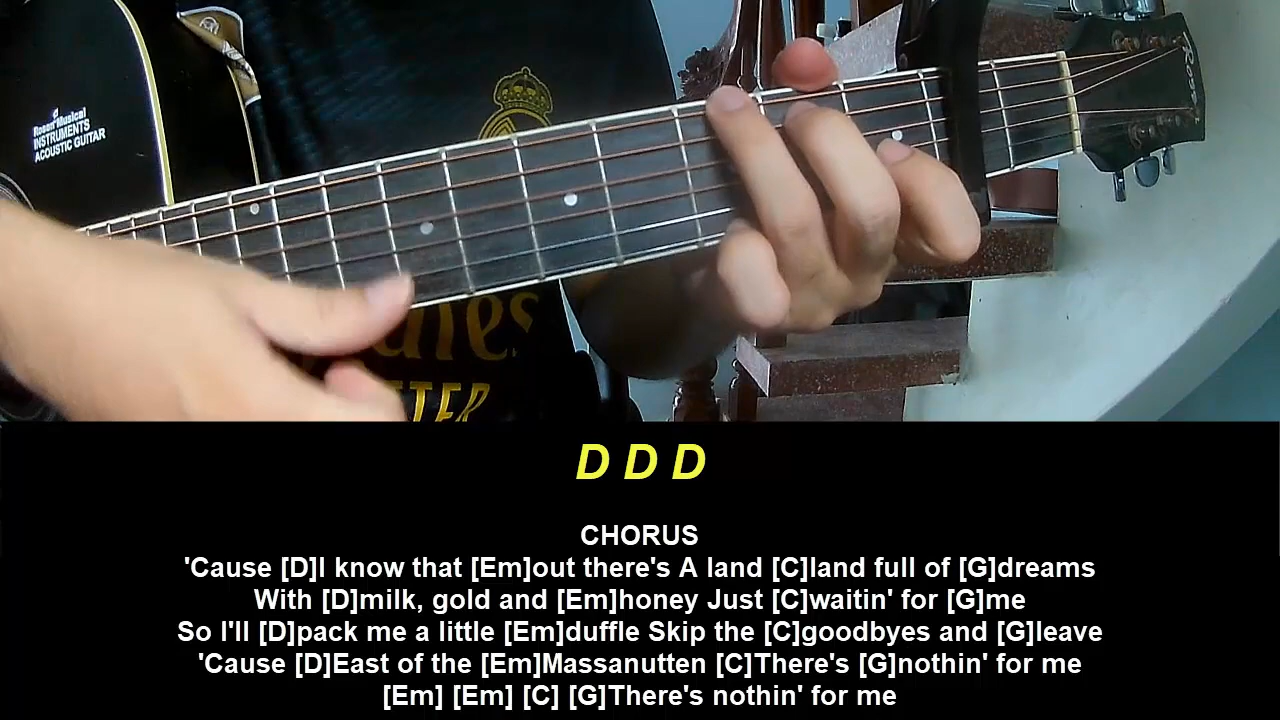 Rosen Musical
INSTRUMENTS
ACOUSTIC GUITAR
D D D
CHORUS
'Cause [D]I know that [Em]out there's A land [C]land full of [G]dreams
With [D]milk, gold and [Em]honey Just [C]waitin' for [G]me
So I'll [D]pack me a little [Em]duffle Skip the [C]goodbyes and [G]leave
'Cause [D]East of the [Em]Massanutten [C]There's [G]nothin' for me
[Em] [Em] [C] [G]There's nothin' for me